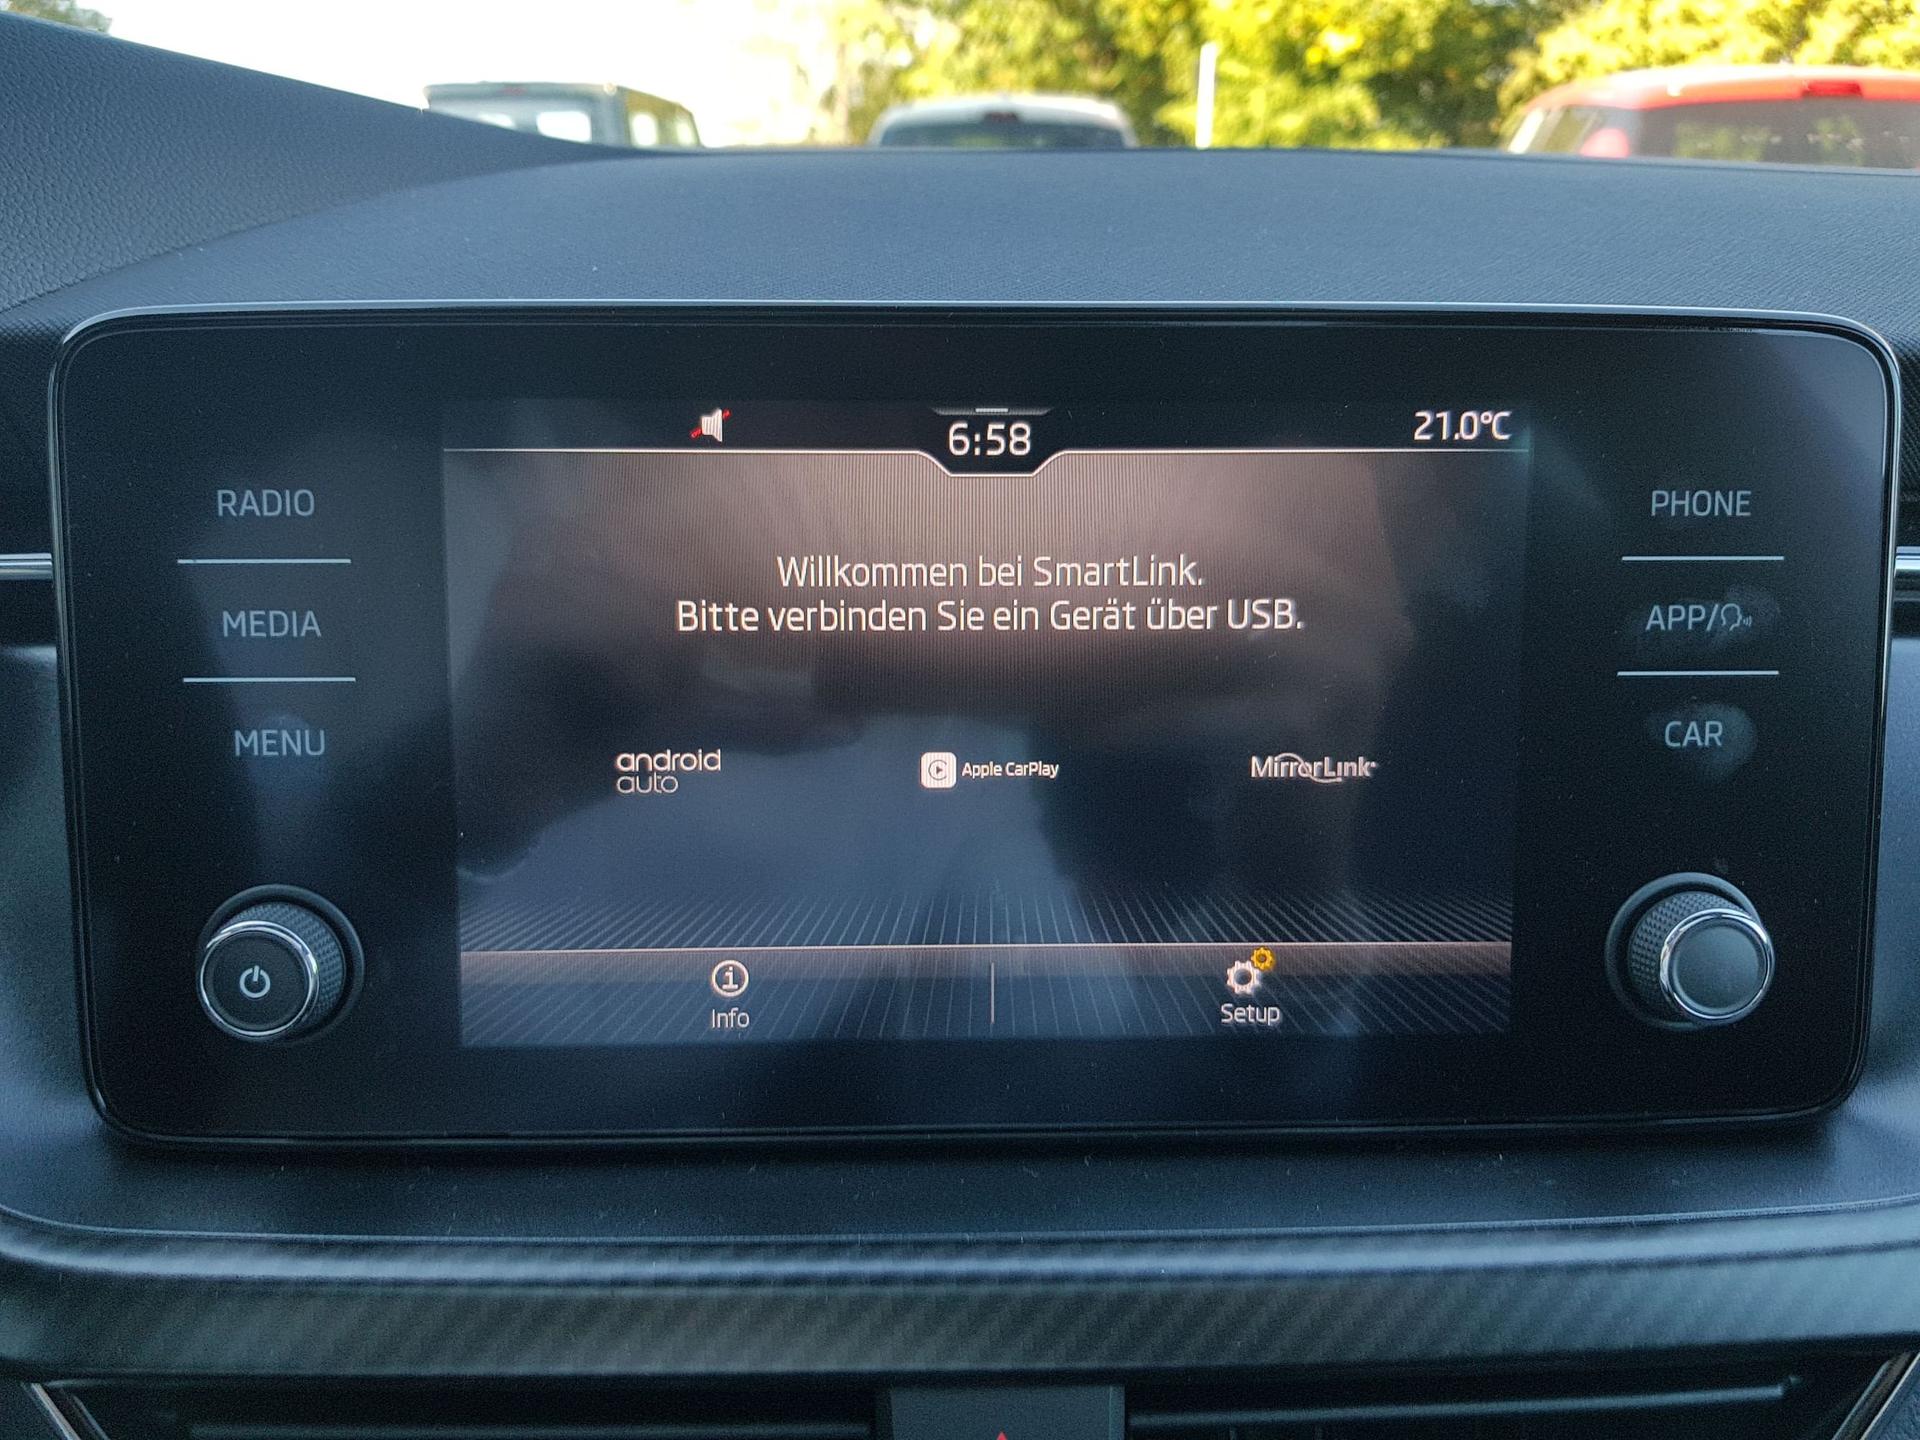 6:58
21.0°C
RADIO
MEDIA
MENU
Willkommen bei SmartLink.
Bitte verbinden Sie ein Gerät über USB.
android
auto
Apple CarPlay
MirrorLink
Info
Setup
PHONE
APP/
CAR